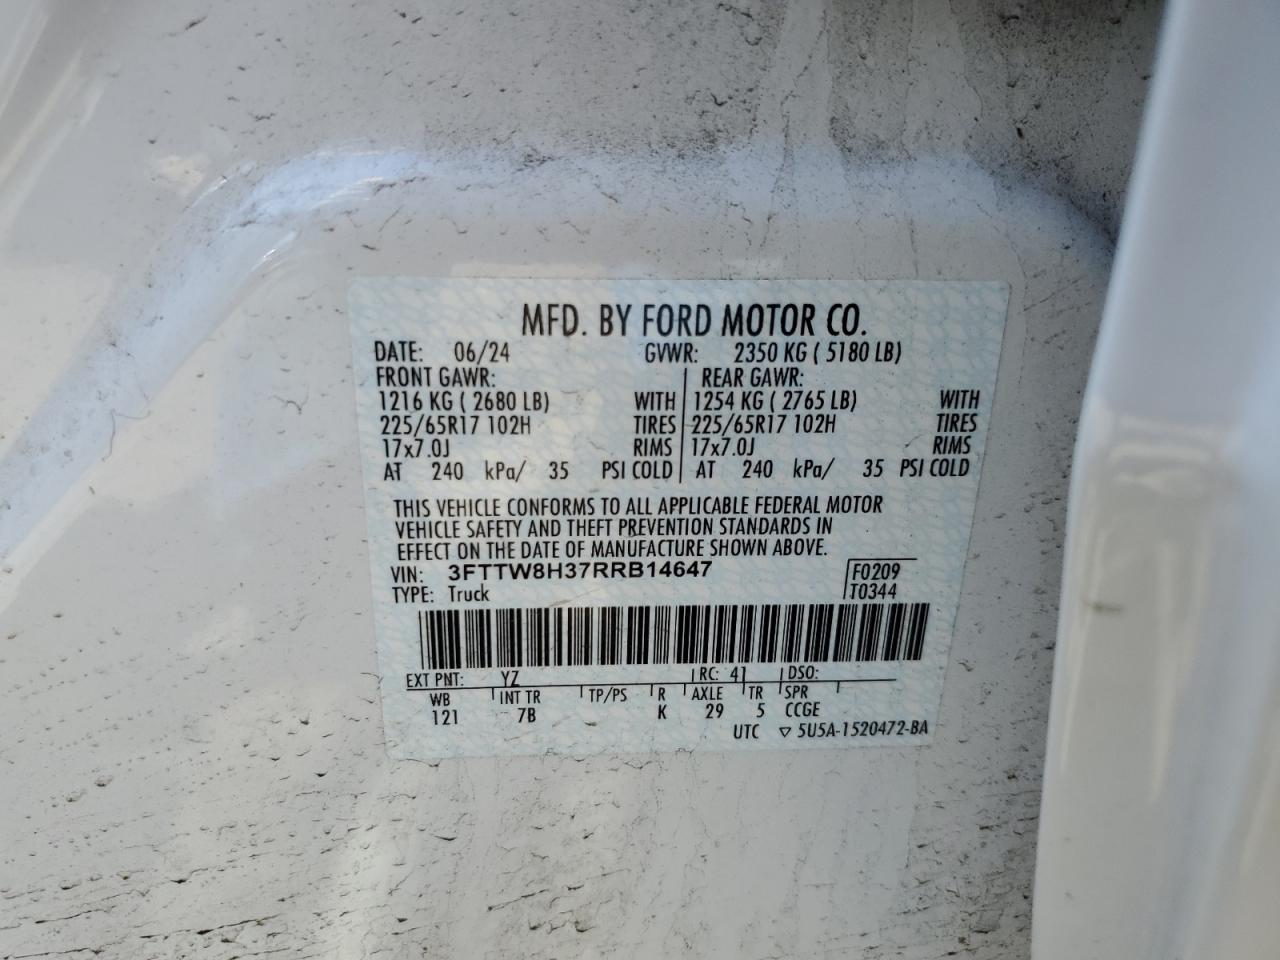 MFD. BY FORD MOTOR CO.
DATE: 06/24 GVWR: 2350 KG ( 5180 LB)
FRONT GAWR: REAR GAWR:
1216 KG ( 2680 LB) WITH 1254 KG ( 2765 LB) WITH
225/65R17 102H TIRES 225/65R17 102H TIRES
17x7.0J RIMS 17x7.0J RIMS
AT 240 kPa/ 35 PSI COLD AT 240 kPa/ 35 PSI COLD
THIS VEHICLE CONFORMS TO ALL APPLICABLE FEDERAL MOTOR
VEHICLE SAFETY AND THEFT PREVENTION STANDARDS IN
EFFECT ON THE DATE OF MANUFACTURE SHOWN ABOVE.
VIN: 3FTTW8H37RRB14647 F0209
TYPE: Truck T0344
EXT PNT: YZ RC: 41 DSO:
WB INT TR TP/PS R AXLE TR SPR
121 7B K 29 5 CCGE
UTC ▽ 5U5A-1520472-BA